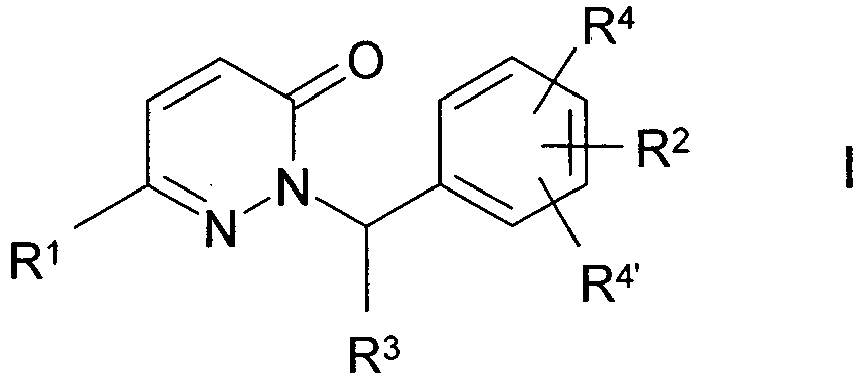 R⁴
O
R²
I
N
N
R¹
R⁴'
R³